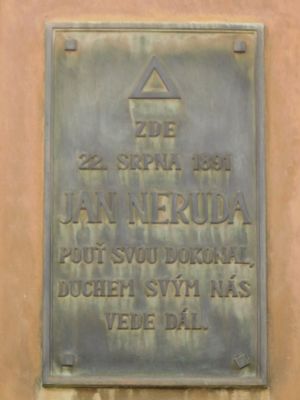 ZDE
22. SRPNA 1891
JAN NERUDA
POUŤ SVOU DOKONAL,
DUCHEM SVÝM NÁS
VEDE DÁL.